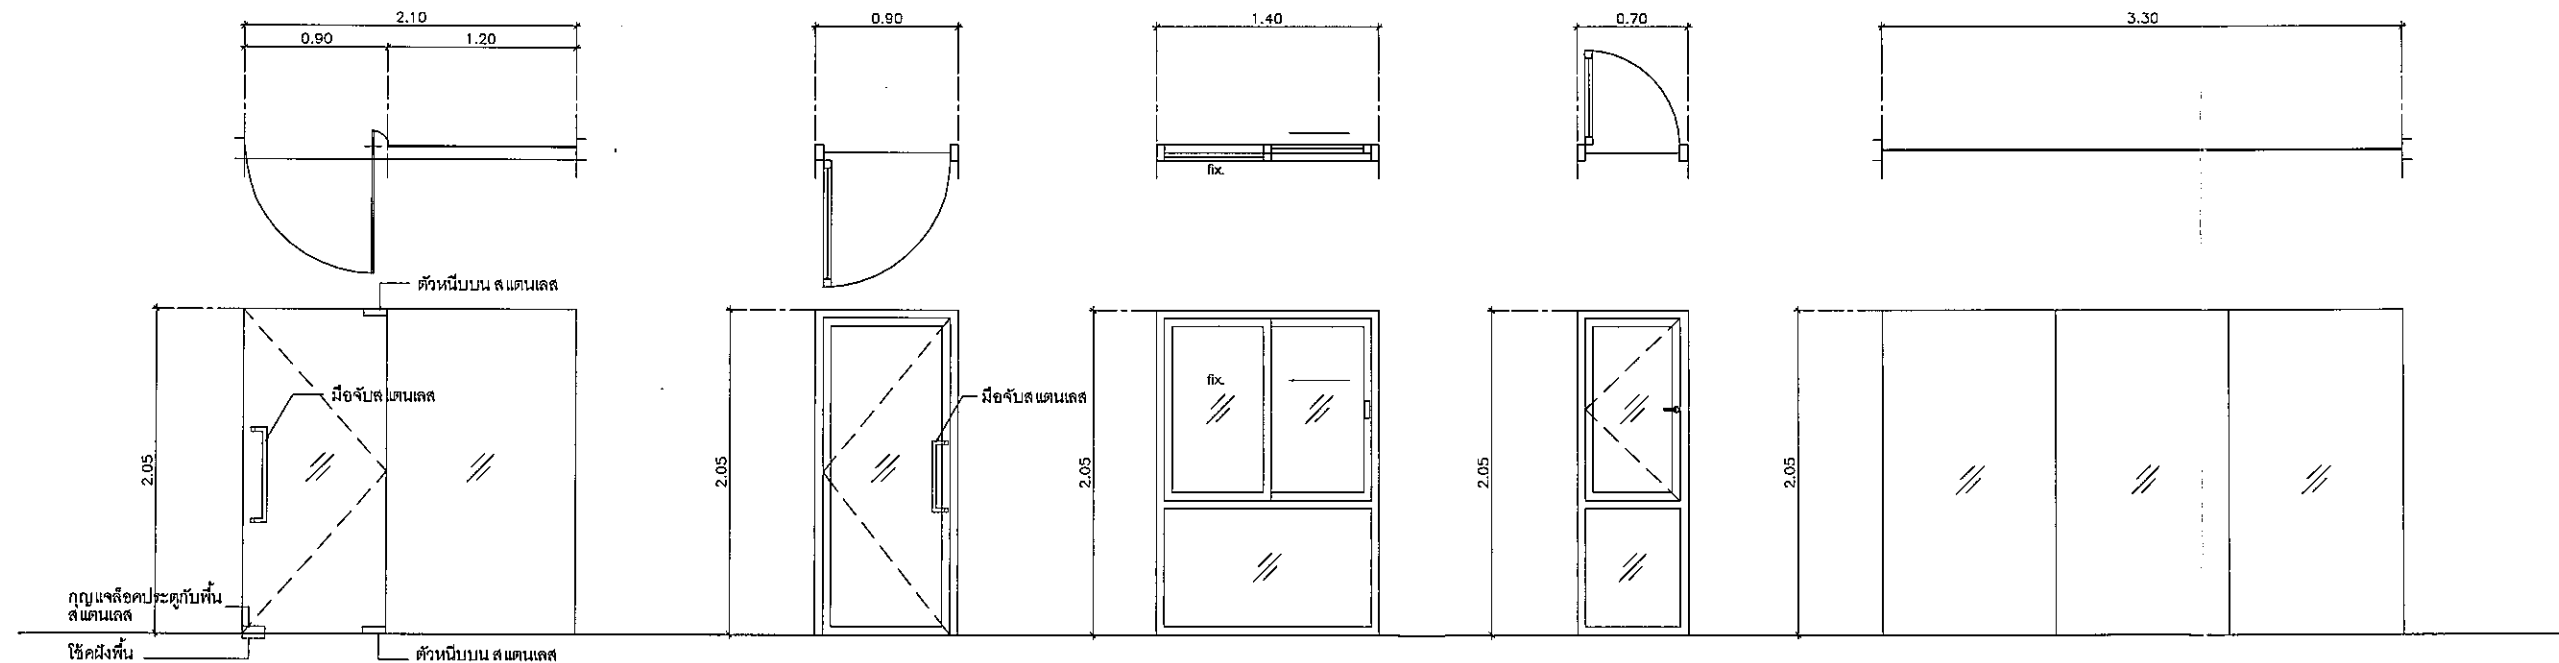 2.10
0.90
1.20
0.90
1.40
0.70
3.30
fix.
ตัวหนีบบน สแตนเลส
มือจับสแตนเลส
มือจับสแตนเลส
fix.
2.05
2.05
2.05
2.05
2.05
กุญแจล็อคประตูกับพื้น
สแตนเลส
โช๊คฝังพื้น
ตัวหนีบบน สแตนเลส